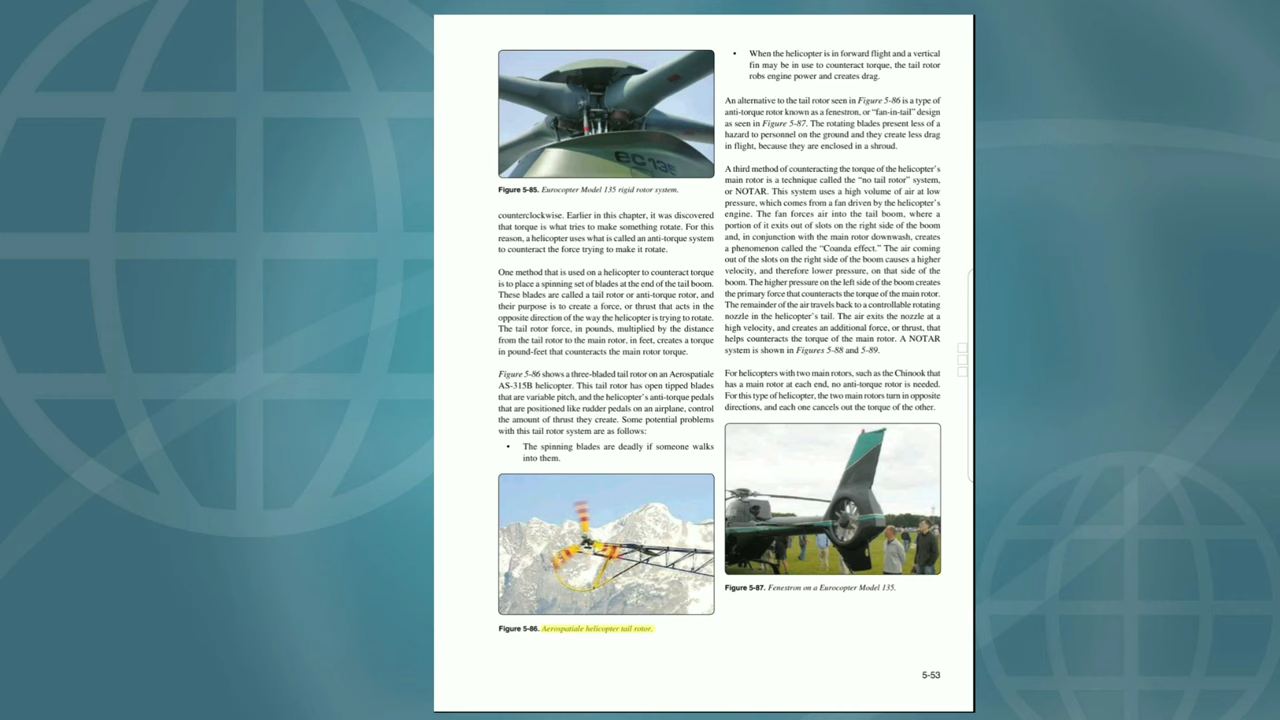 EC135
Figure 5-85. Eurocopter Model 135 rigid rotor system.
counterclockwise. Earlier in this chapter, it was discovered
that torque is what tries to make something rotate. For this
reason, a helicopter uses what is called an anti-torque system
to counteract the force trying to make it rotate.
One method that is used on a helicopter to counteract torque
is to place a spinning set of blades at the end of the tail boom.
These blades are called a tail rotor or anti-torque rotor, and
their purpose is to create a force, or thrust that acts in the
opposite direction of the way the helicopter is trying to rotate.
The tail rotor force, in pounds, multiplied by the distance
from the tail rotor to the main rotor, in feet, creates a torque
in pound-feet that counteracts the main rotor torque.
Figure 5-86 shows a three-bladed tail rotor on an Aerospatiale
AS-315B helicopter. This tail rotor has open tipped blades
that are variable pitch, and the helicopter's anti-torque pedals
that are positioned like rudder pedals on an airplane, control
the amount of thrust they create. Some potential problems
with this tail rotor system are as follows:
• The spinning blades are deadly if someone walks
into them.
Figure 5-86. Aerospatiale helicopter tail rotor.
• When the helicopter is in forward flight and a vertical
fin may be in use to counteract torque, the tail rotor
robs engine power and creates drag.
An alternative to the tail rotor seen in Figure 5-86 is a type of
anti-torque rotor known as a fenestron, or “fan-in-tail” design
as seen in Figure 5-87. The rotating blades present less of a
hazard to personnel on the ground and they create less drag
in flight, because they are enclosed in a shroud.
A third method of counteracting the torque of the helicopter's
main rotor is a technique called the “no tail rotor” system,
or NOTAR. This system uses a high volume of air at low
pressure, which comes from a fan driven by the helicopter's
engine. The fan forces air into the tail boom, where a
portion of it exits out of slots on the right side of the boom
and, in conjunction with the main rotor downwash, creates
a phenomenon called the “Coanda effect.” The air coming
out of the slots on the right side of the boom causes a higher
velocity, and therefore lower pressure, on that side of the
boom. The higher pressure on the left side of the boom creates
the primary force that counteracts the torque of the main rotor.
The remainder of the air travels back to a controllable rotating
nozzle in the helicopter's tail. The air exits the nozzle at a
high velocity, and creates an additional force, or thrust, that
helps counteracts the torque of the main rotor. A NOTAR
system is shown in Figures 5-88 and 5-89.
For helicopters with two main rotors, such as the Chinook that
has a main rotor at each end, no anti-torque rotor is needed.
For this type of helicopter, the two main rotors turn in opposite
directions, and each one cancels out the torque of the other.
Figure 5-87. Fenestron on a Eurocopter Model 135.
5-53